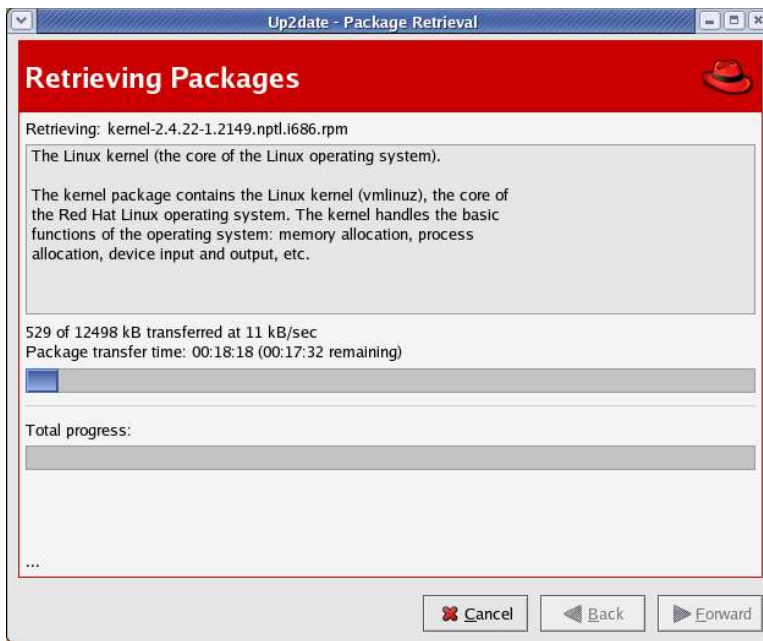 Up2date - Package Retrieval
Retrieving Packages
Retrieving: kernel-2.4.22-1.2149.nptl.i686.rpm
The Linux kernel (the core of the Linux operating system).
The kernel package contains the Linux kernel (vmlinuz), the core of
the Red Hat Linux operating system. The kernel handles the basic
functions of the operating system: memory allocation, process
allocation, device input and output, etc.
529 of 12498 kB transferred at 11 kB/sec
Package transfer time: 00:18:18 (00:17:32 remaining)
Total progress:
...
Cancel
Back
Forward